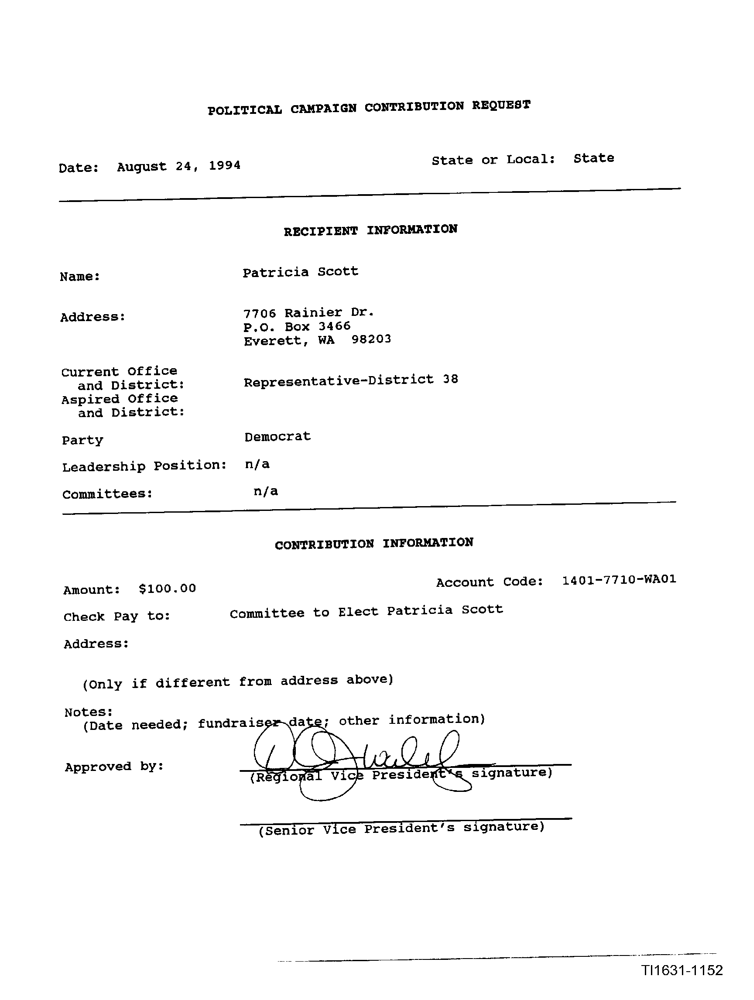 POLITICAL CAMPAIGN CONTRIBUTION REQUEST
Date: August 24, 1994 State or Local: State
RECIPIENT INFORMATION
Name: Patricia Scott
Address: 7706 Rainier Dr.
P.O. Box 3466
Everett, WA 98203
Current Office
and District: Representative-District 38
Aspired Office
and District:
Party Democrat
Leadership Position: n/a
Committees: n/a
CONTRIBUTION INFORMATION
Amount: $100.00 Account Code: 1401-7710-WA01
Check Pay to: Committee to Elect Patricia Scott
Address:
(Only if different from address above)
Notes:
(Date needed; fundraiser date; other information)
Approved by:
(Regional Vice President's signature)
(Senior Vice President's signature)
TI1631-1152